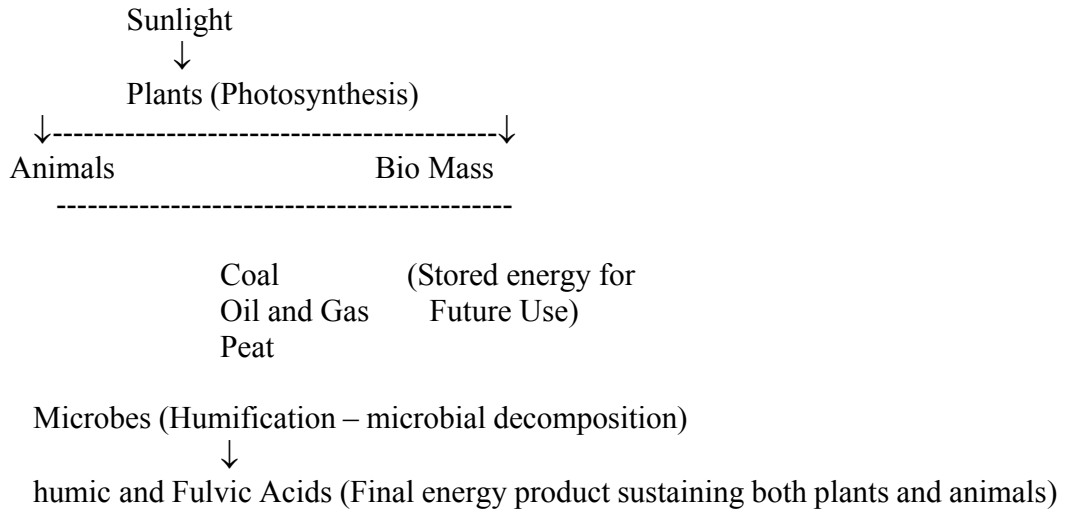 Sunlight
↓
Plants (Photosynthesis)
↓-------------------------------------------↓
Animals Bio Mass
--------------------------------------------
Coal (Stored energy for
Oil and Gas Future Use)
Peat
Microbes (Humification – microbial decomposition)
↓
humic and Fulvic Acids (Final energy product sustaining both plants and animals)